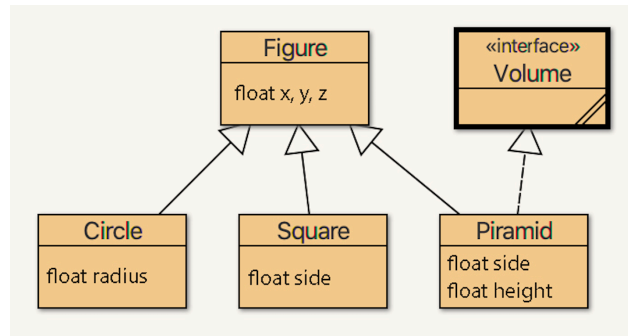 Figure
float x, y, z
«interface»
Volume
Circle
float radius
Square
float side
Piramid
float side
float height